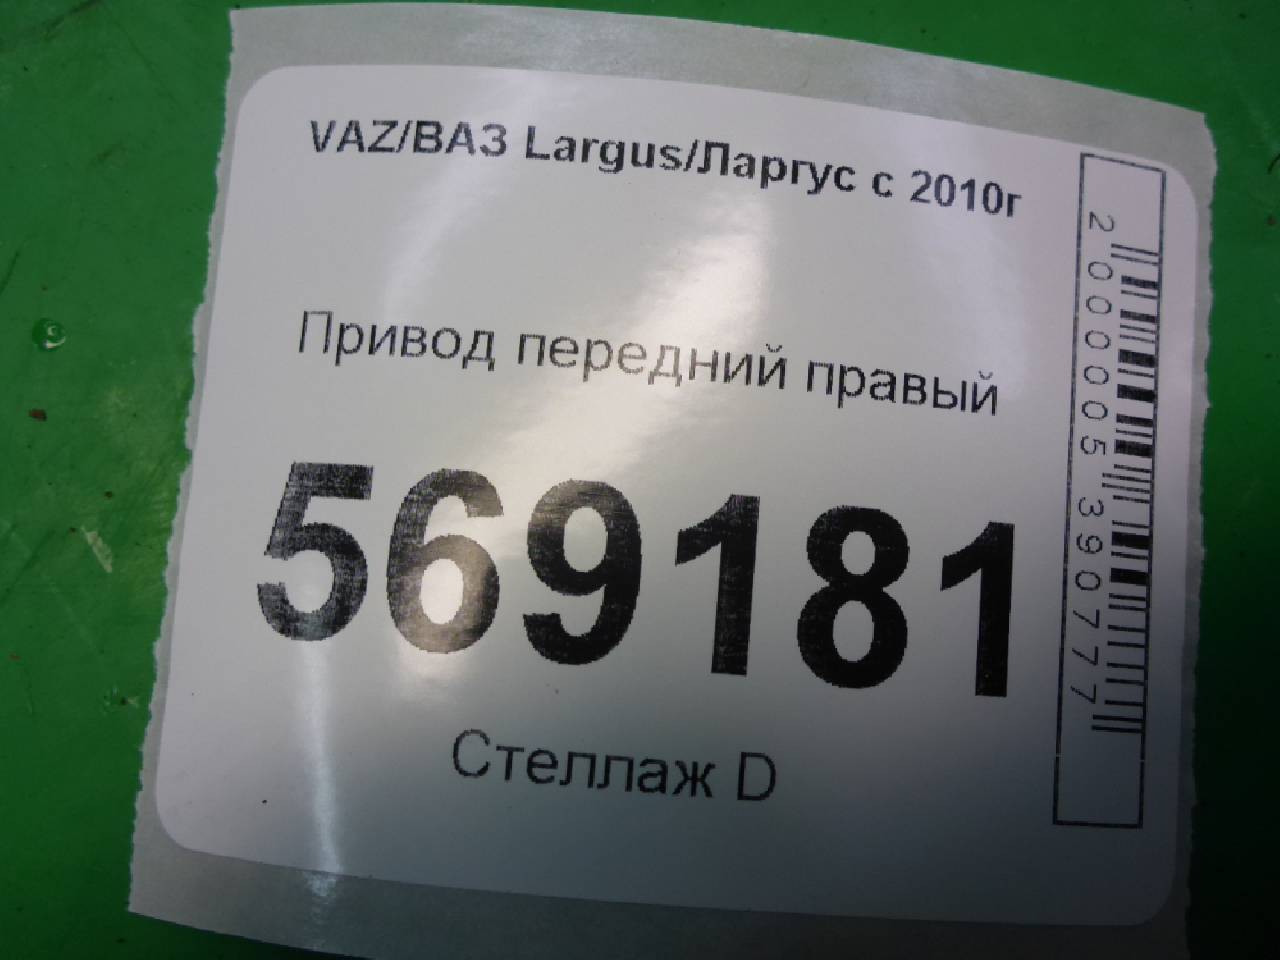 VAZ/ВАЗ Largus/Ларгус с 2010г
Привод передний правый
569181
Стеллаж D
2000005390777